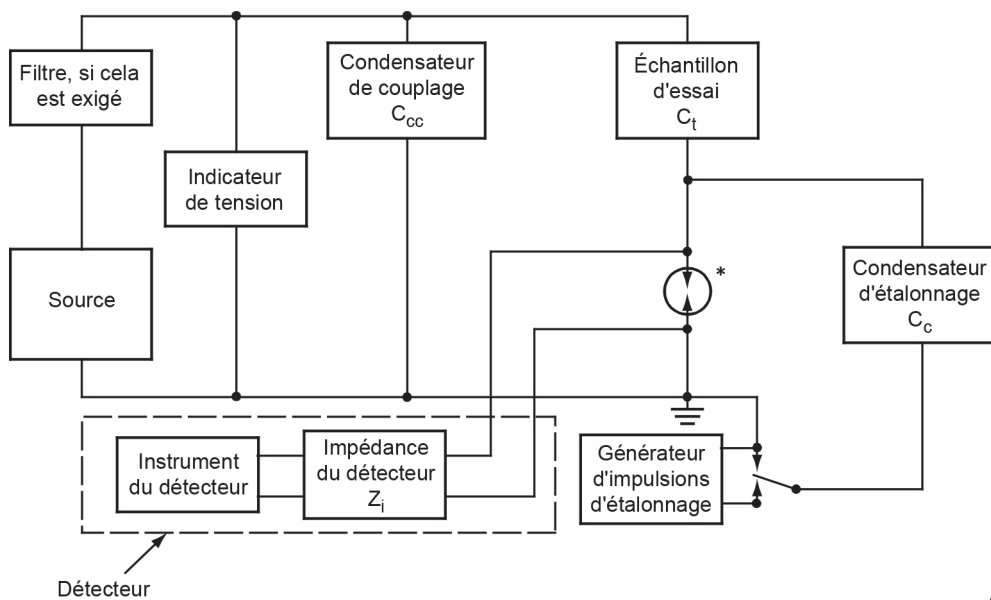 Filtre, si cela
est exigé
Condensateur
de couplage
Ccc
Échantillon
d'essai
Ct
Indicateur
de tension
*
Source
Condensateur
d'étalonnage
Cc
Instrument
du détecteur
Impédance
du détecteur
Zi
Générateur
d'impulsions
d'étalonnage
Détecteur